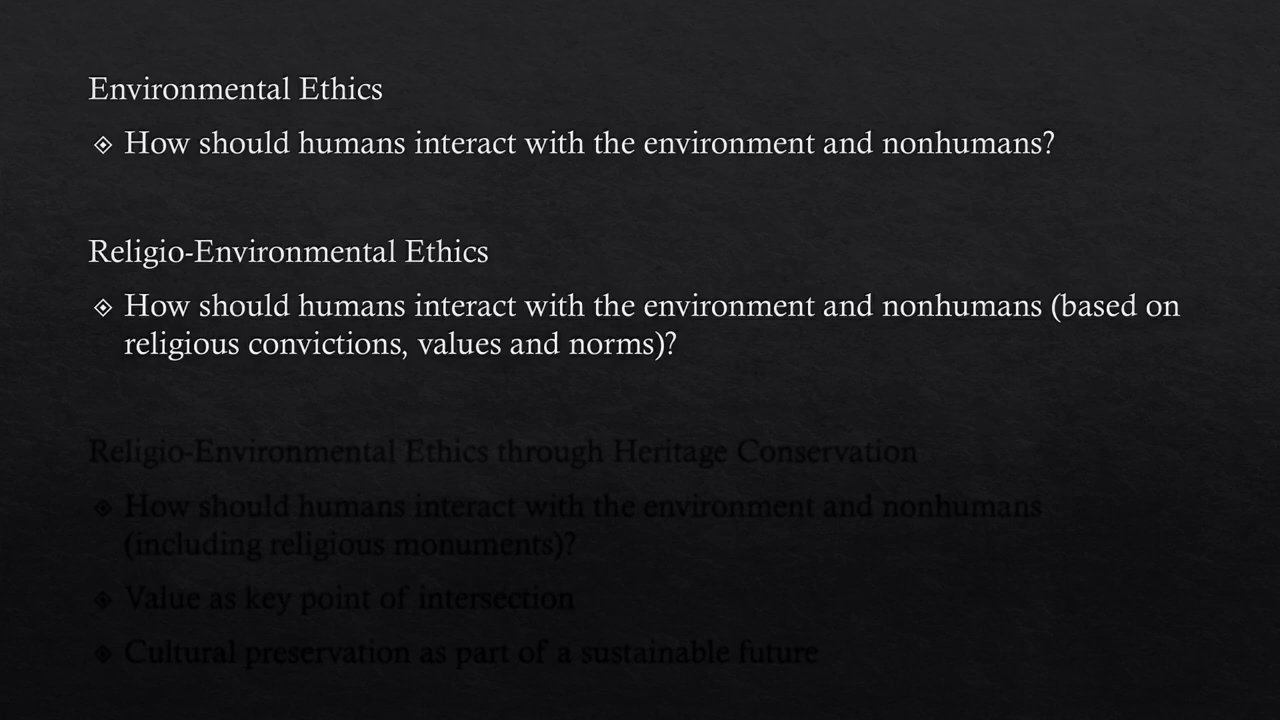 Environmental Ethics
How should humans interact with the environment and nonhumans?
Religio-Environmental Ethics
How should humans interact with the environment and nonhumans (based on
religious convictions, values and norms)?
Religio-Environmental Ethics through Heritage Conservation
How should humans interact with the environment and nonhumans
(including religious monuments)?
Value as key point of intersection
Cultural preservation as part of a sustainable future